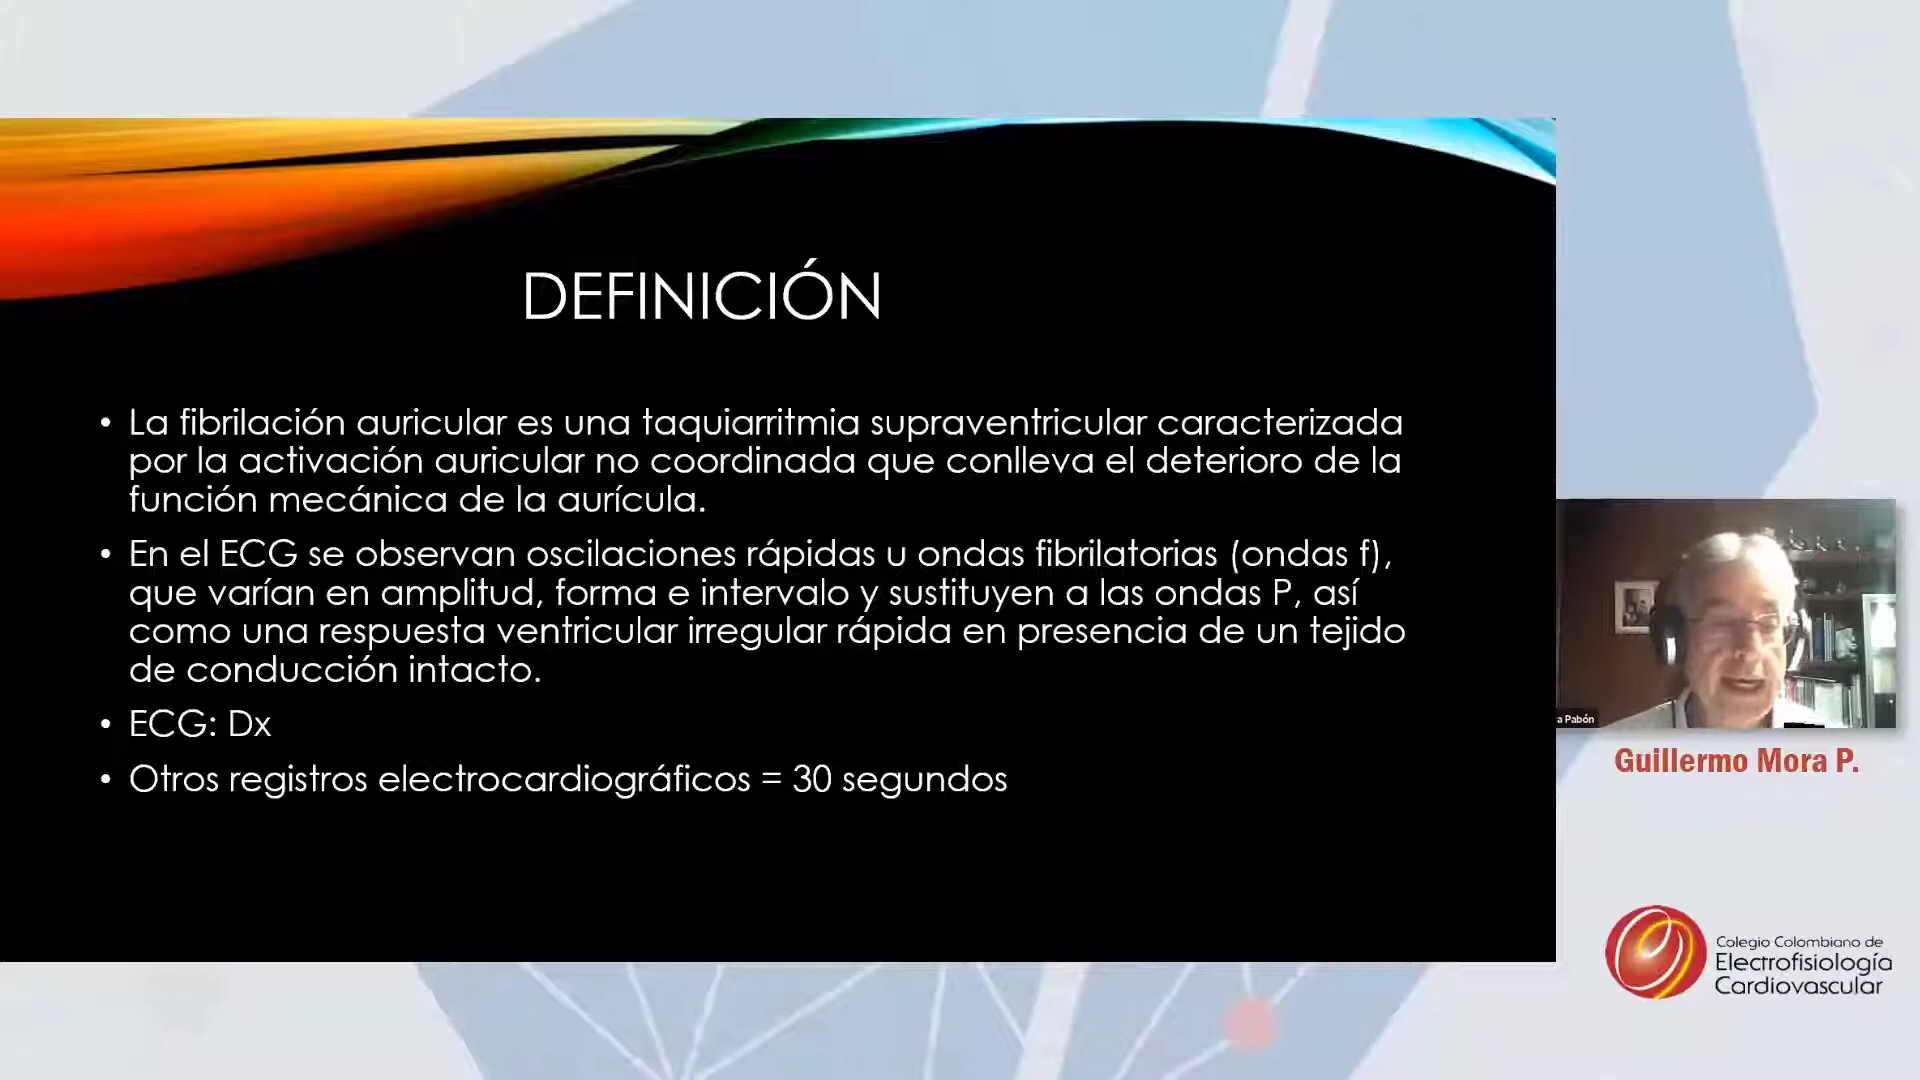 DEFINICIÓN
• La fibrilación auricular es una taquiarritmia supraventricular caracterizada
por la activación auricular no coordinada que conlleva el deterioro de la
función mecánica de la aurícula.
• En el ECG se observan oscilaciones rápidas u ondas fibrilatorias (ondas f),
que varían en amplitud, forma e intervalo y sustituyen a las ondas P, así
como una respuesta ventricular irregular rápida en presencia de un tejido
de conducción intacto.
• ECG: Dx
• Otros registros electrocardiográficos = 30 segundos
a Pabón
Guillermo Mora P.
Colegio Colombiano de
Electrofisiología
Cardiovascular